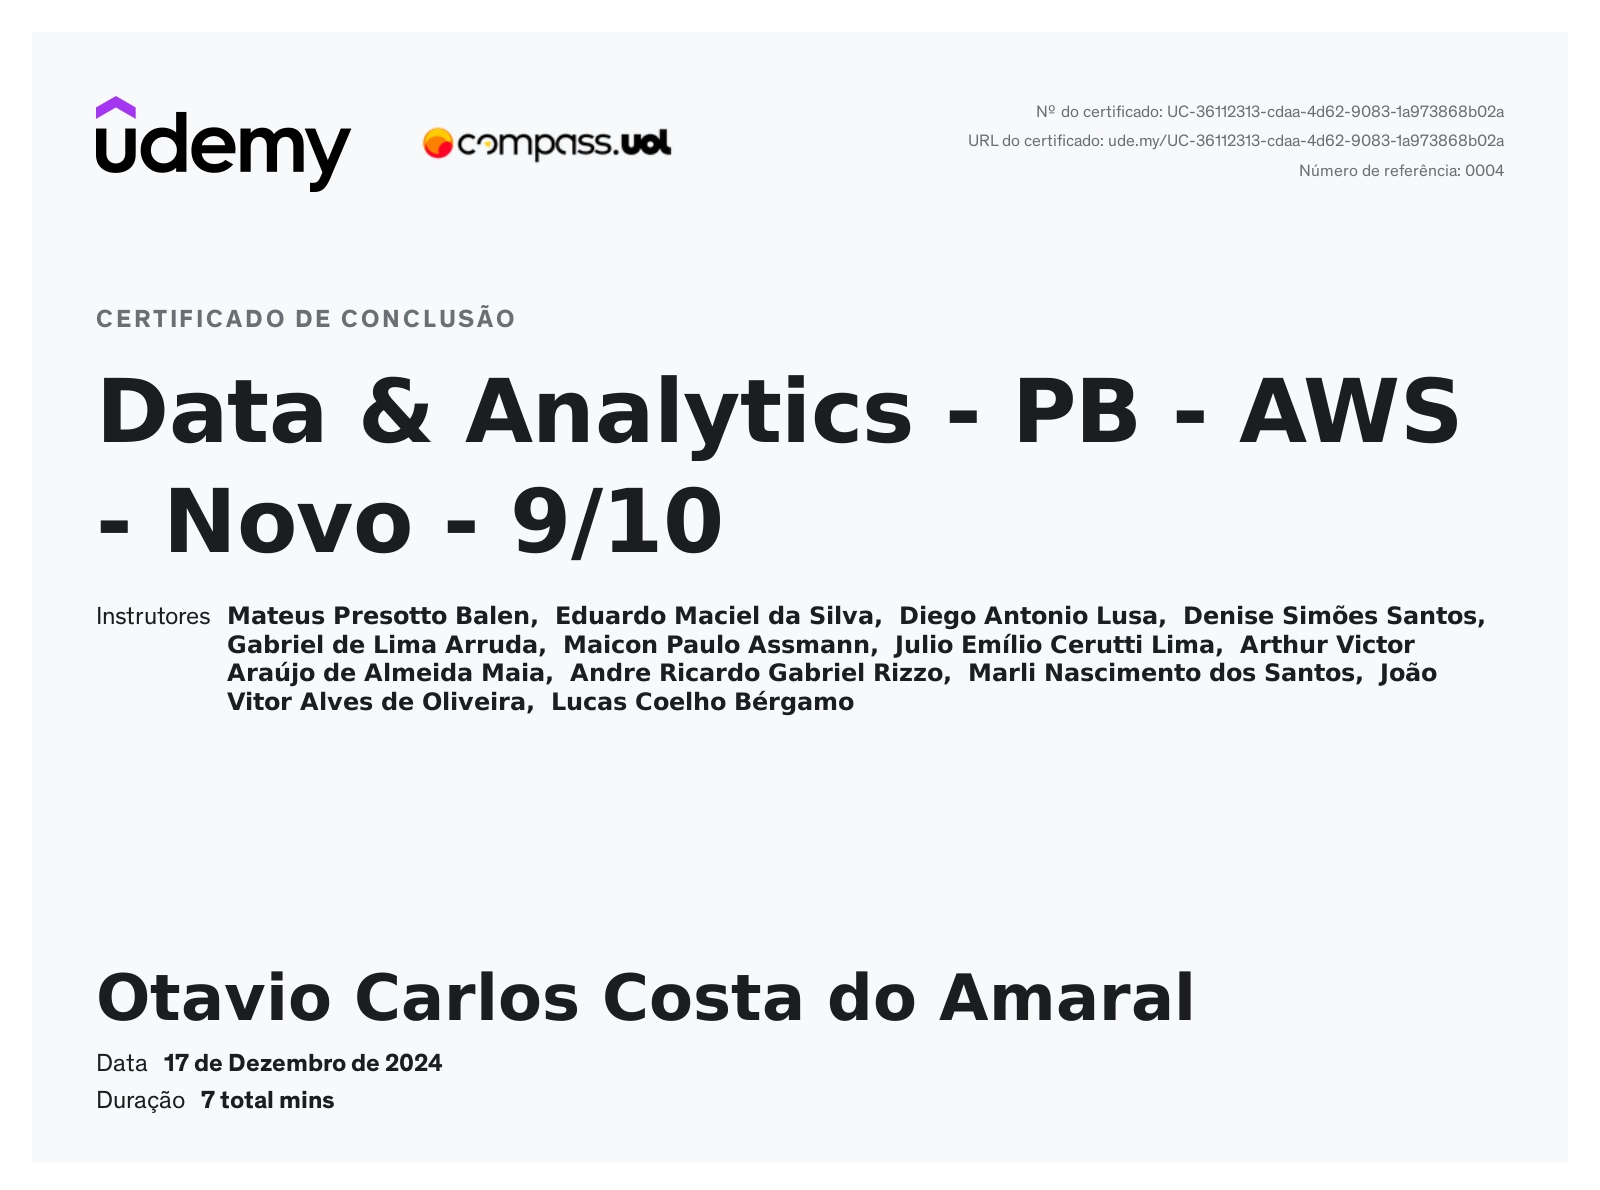 udemy
compass.uol
Nº do certificado: UC-36112313-cdaa-4d62-9083-1a973868b02a
URL do certificado: ude.my/UC-36112313-cdaa-4d62-9083-1a973868b02a
Número de referência: 0004
CERTIFICADO DE CONCLUSÃO
Data & Analytics - PB - AWS
- Novo - 9/10
Instrutores Mateus Presotto Balen, Eduardo Maciel da Silva, Diego Antonio Lusa, Denise Simões Santos,
Gabriel de Lima Arruda, Maicon Paulo Assmann, Julio Emílio Cerutti Lima, Arthur Victor
Araújo de Almeida Maia, Andre Ricardo Gabriel Rizzo, Marli Nascimento dos Santos, João
Vitor Alves de Oliveira, Lucas Coelho Bérgamo
Otavio Carlos Costa do Amaral
Data 17 de Dezembro de 2024
Duração 7 total mins